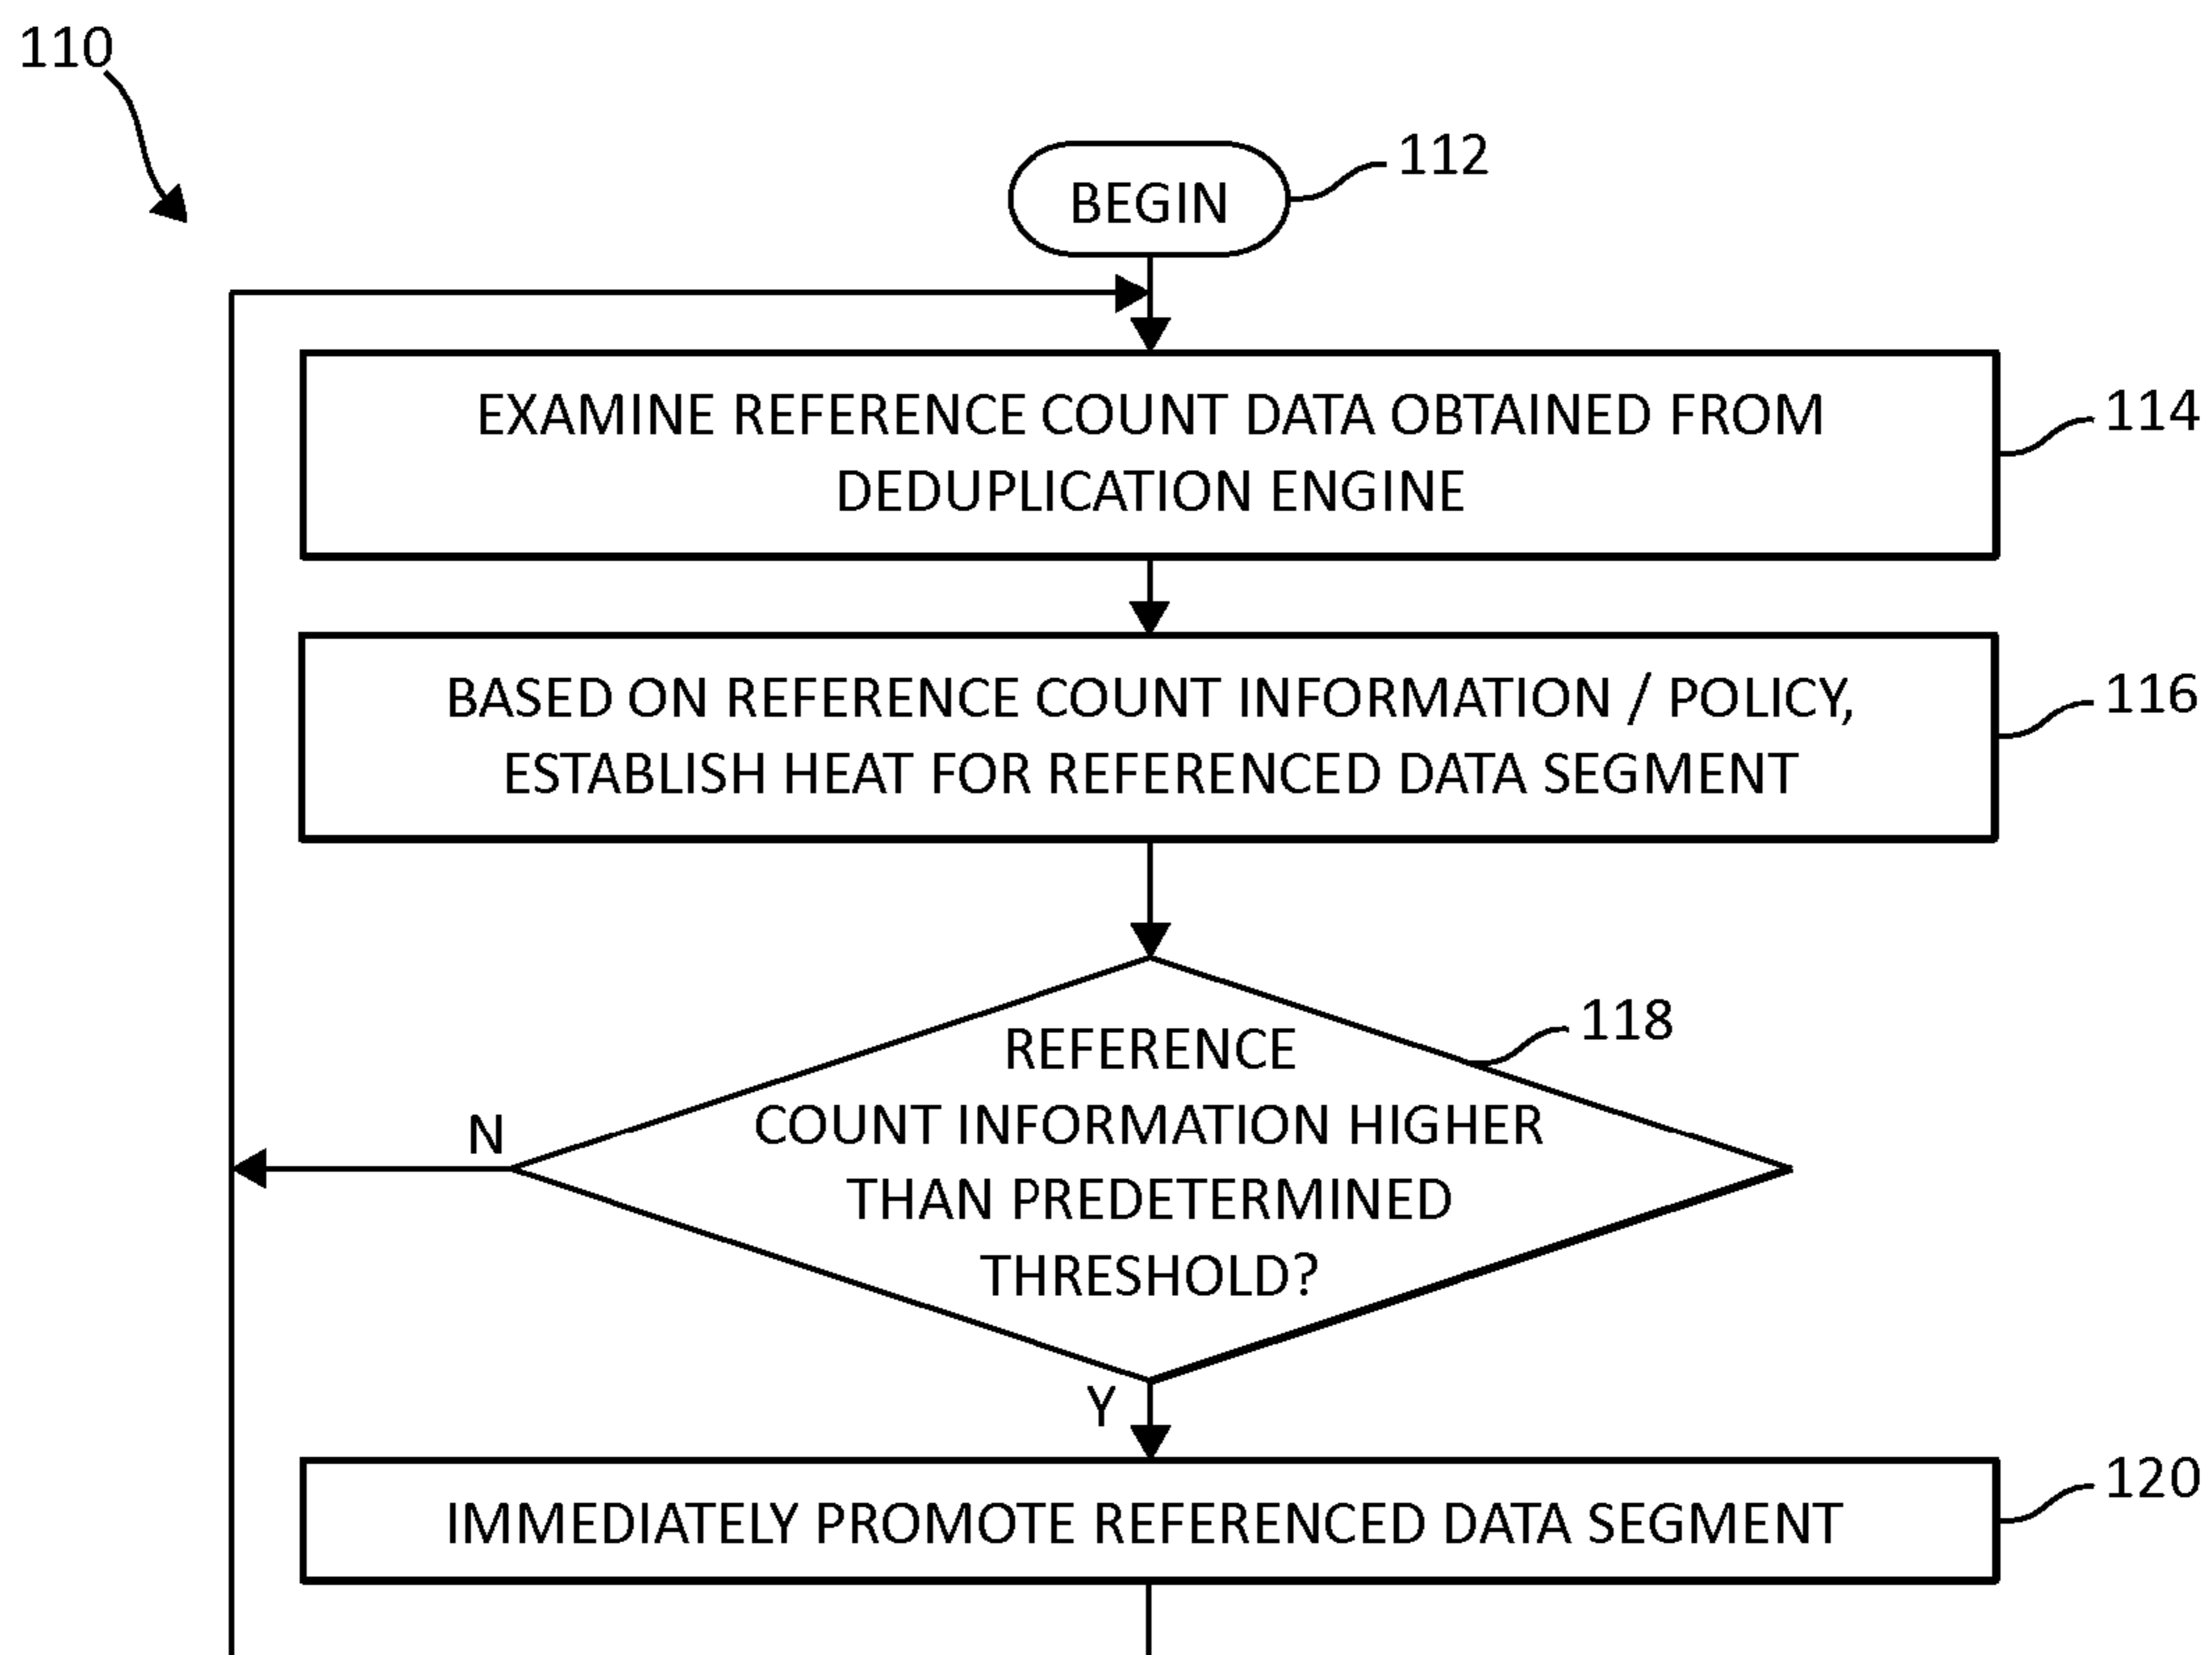 110
BEGIN
112
EXAMINE REFERENCE COUNT DATA OBTAINED FROM
DEDUPLICATION ENGINE
114
BASED ON REFERENCE COUNT INFORMATION / POLICY,
ESTABLISH HEAT FOR REFERENCED DATA SEGMENT
116
REFERENCE
COUNT INFORMATION HIGHER
THAN PREDETERMINED
THRESHOLD?
118
N
Y
IMMEDIATELY PROMOTE REFERENCED DATA SEGMENT
120